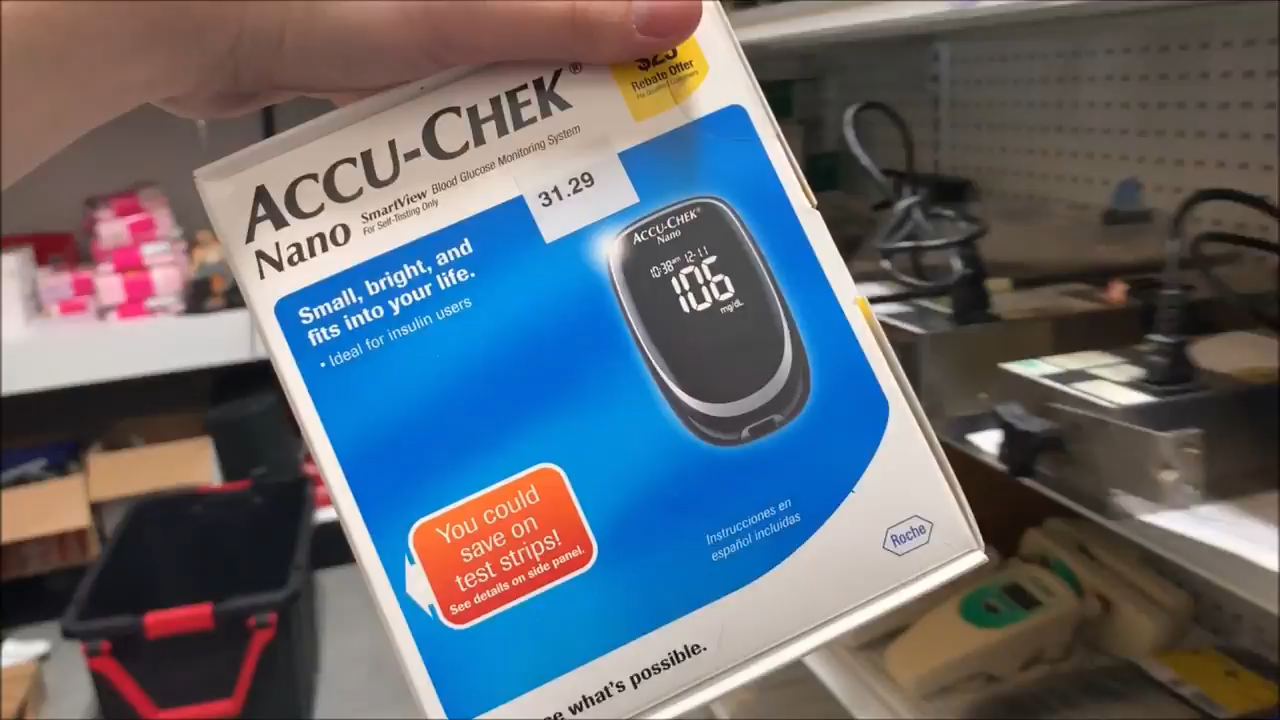 $25
Rebate Offer
ACCU-CHEK®
Nano
SmartView Blood Glucose Monitoring System
For Self-Testing Only
31.29
Small, bright, and
fits into your life.
• Ideal for insulin users
ACCU-CHEK®
Nano
10:38am 12-11
106
mg/dL
You could
save on
test strips!
See details on side panel.
Instrucciones en
español incluidas
Roche
what's possible.